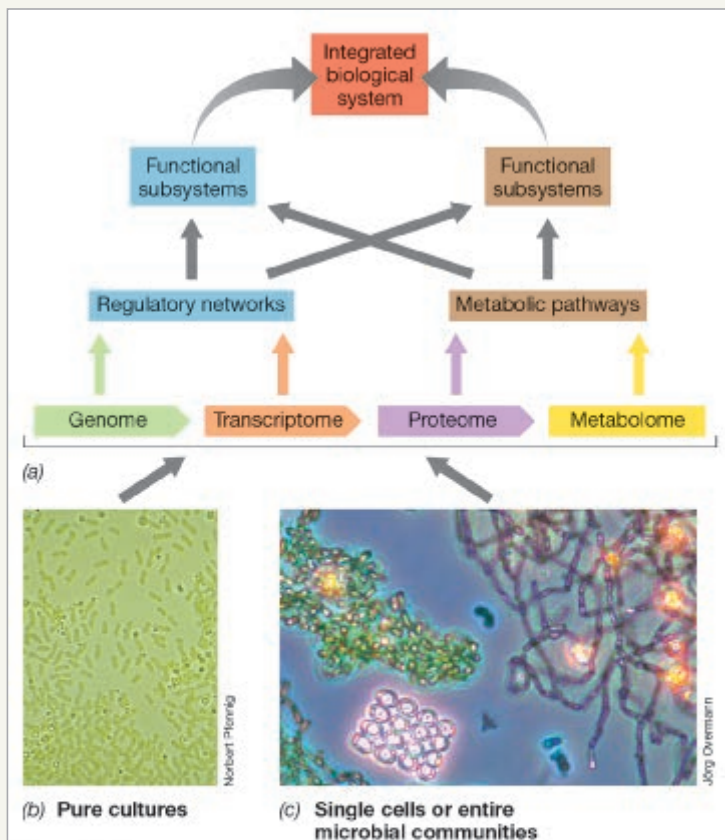 Integrated
biological
system
Functional
subsystems
Functional
subsystems
Regulatory networks
Metabolic pathways
Genome
Transcriptome
Proteome
Metabolome
(a)
Norbert Pfennig
Jörg Overmann
(b) Pure cultures
(c) Single cells or entire
microbial communities